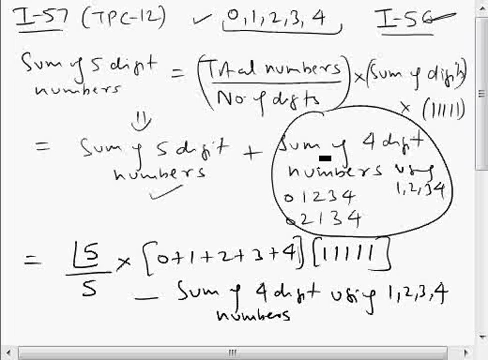 I-57 (TPC-12) ✓ 0,1,2,3,4 I-56
Sum of 5 digit numbers = (Total numbers / No of digits) × (Sum of digits) × (11111)
⇓
= Sum of 5 digit numbers + Sum of 4 digit numbers using 1,2,34
01234
02134
= ⌊5 / 5 × [0+1+2+3+4] [11111]
— Sum of 4 digit using 1,2,3,4
numbers